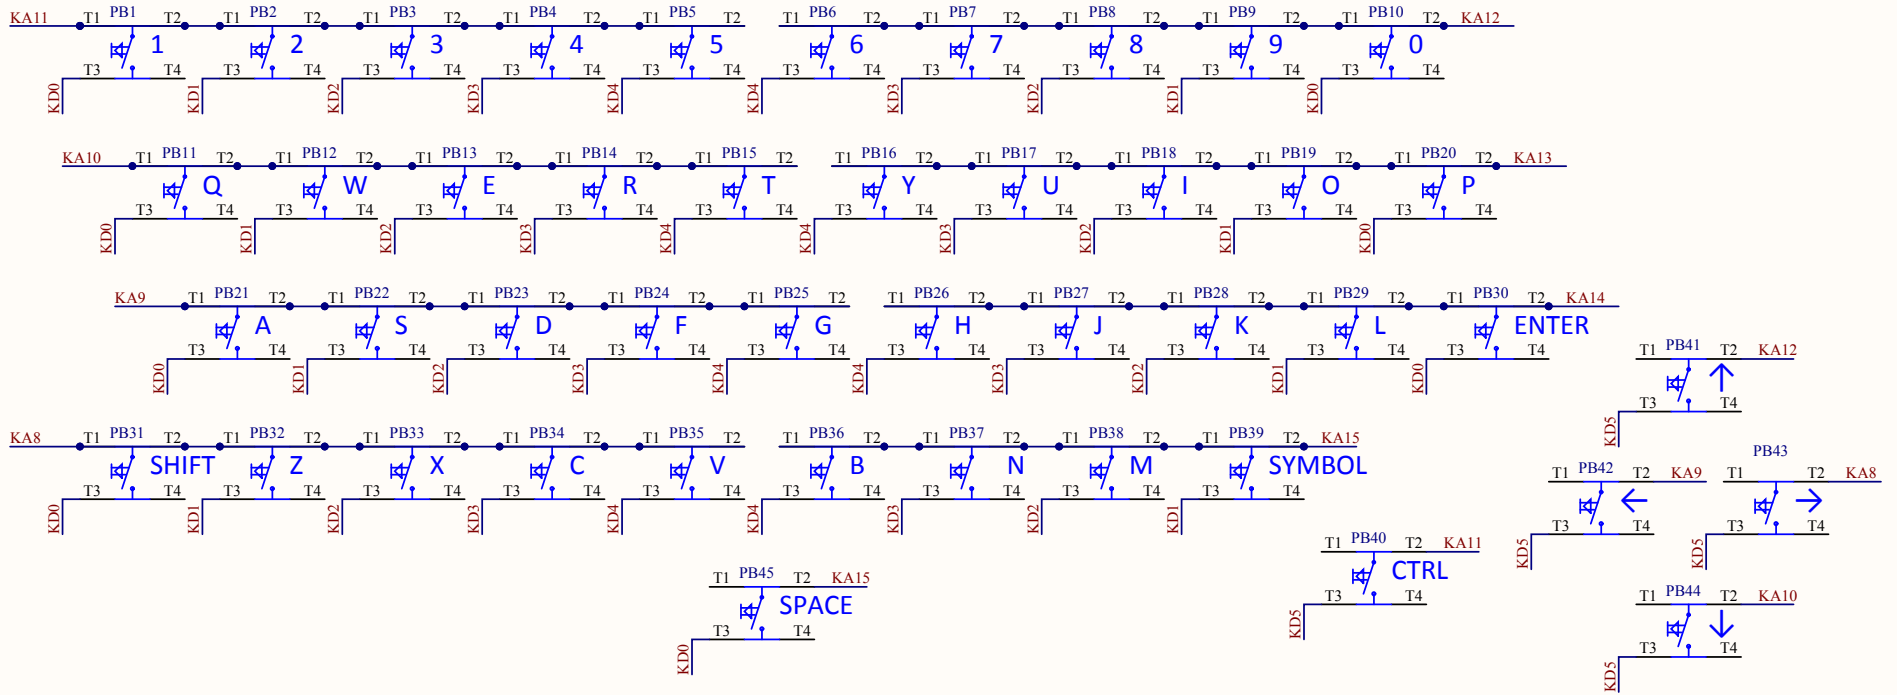 KA11 T1 PB1 T2 T1 PB2 T2 T1 PB3 T2 T1 PB4 T2 T1 PB5 T2 T1 PB6 T2 T1 PB7 T2 T1 PB8 T2 T1 PB9 T2 T1 PB10 T2 KA12
1 2 3 4 5 6 7 8 9 0
T3 T4 T3 T4 T3 T4 T3 T4 T3 T4 T3 T4 T3 T4 T3 T4 T3 T4 T3 T4
KD0 KD1 KD2 KD3 KD4 KD4 KD3 KD2 KD1 KD0
KA10 T1 PB11 T2 T1 PB12 T2 T1 PB13 T2 T1 PB14 T2 T1 PB15 T2 T1 PB16 T2 T1 PB17 T2 T1 PB18 T2 T1 PB19 T2 T1 PB20 T2 KA13
Q W E R T Y U I O P
T3 T4 T3 T4 T3 T4 T3 T4 T3 T4 T3 T4 T3 T4 T3 T4 T3 T4 T3 T4
KD0 KD1 KD2 KD3 KD4 KD4 KD3 KD2 KD1 KD0
KA9 T1 PB21 T2 T1 PB22 T2 T1 PB23 T2 T1 PB24 T2 T1 PB25 T2 T1 PB26 T2 T1 PB27 T2 T1 PB28 T2 T1 PB29 T2 T1 PB30 T2 KA14
A S D F G H J K L ENTER
T3 T4 T3 T4 T3 T4 T3 T4 T3 T4 T3 T4 T3 T4 T3 T4 T3 T4 T3 T4
KD0 KD1 KD2 KD3 KD4 KD4 KD3 KD2 KD1 KD0
T1 PB41 T2 KA12
↑
T3 T4
KD5
KA8 T1 PB31 T2 T1 PB32 T2 T1 PB33 T2 T1 PB34 T2 T1 PB35 T2 T1 PB36 T2 T1 PB37 T2 T1 PB38 T2 T1 PB39 T2 KA15
SHIFT Z X C V B N M SYMBOL
T3 T4 T3 T4 T3 T4 T3 T4 T3 T4 T3 T4 T3 T4 T3 T4 T3 T4
KD0 KD1 KD2 KD3 KD4 KD4 KD3 KD2 KD1
T1 PB42 T2 KA9
←
T3 T4
KD5
PB43
T1 T2 KA8
→
T3 T4
KD5
T1 PB40 T2 KA11
CTRL
T3 T4
KD5
T1 PB45 T2 KA15
SPACE
T3 T4
KD0
T1 PB44 T2 KA10
↓
T3 T4
KD5